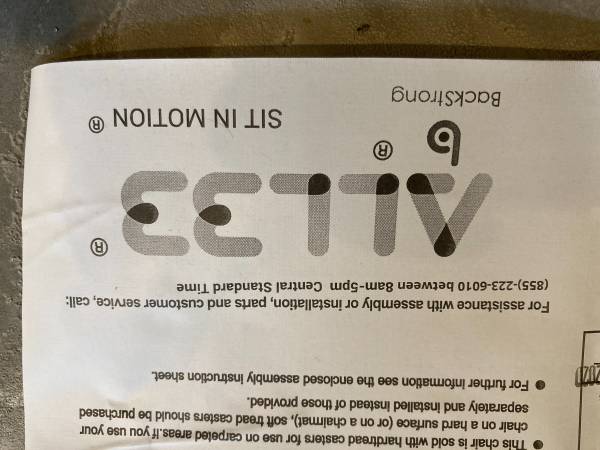 ● This chair is sold with hardtread casters for use on carpeted areas.If you use your
chair on a hard surface (or on a chairmat), soft tread casters should be purchased
separately and installed instead of those provided.
● For further information see the enclosed assembly instruction sheet.
For assistance with assembly or installation, parts and customer service, call:
(855)-223-6010 between 8am-5pm Central Standard Time
ALL33®
b®
SIT IN MOTION®
BackStrong